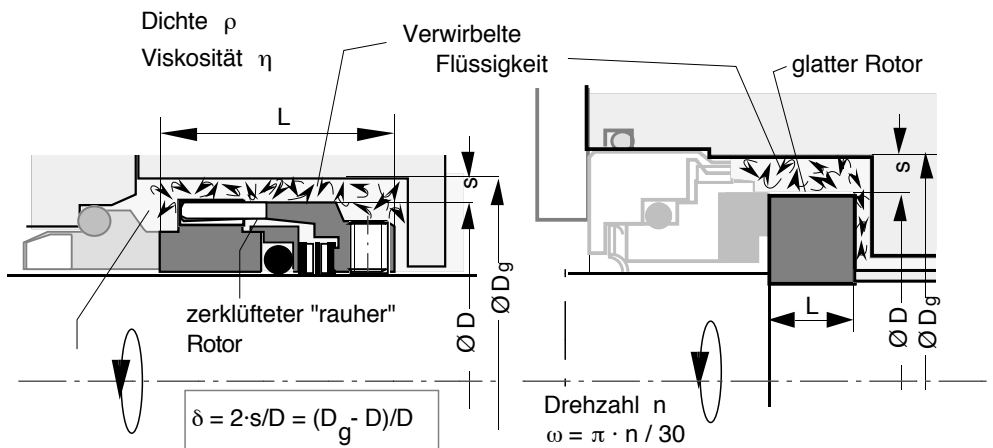 Dichte ρ
Viskosität η
Verwirbelte
Flüssigkeit
glatter Rotor
L
s
Ø D
Ø Dg
zerklüfteter "rauher"
Rotor
δ = 2·s/D = (Dg - D)/D
s
L
Ø D
Ø Dg
Drehzahl n
ω = π · n / 30